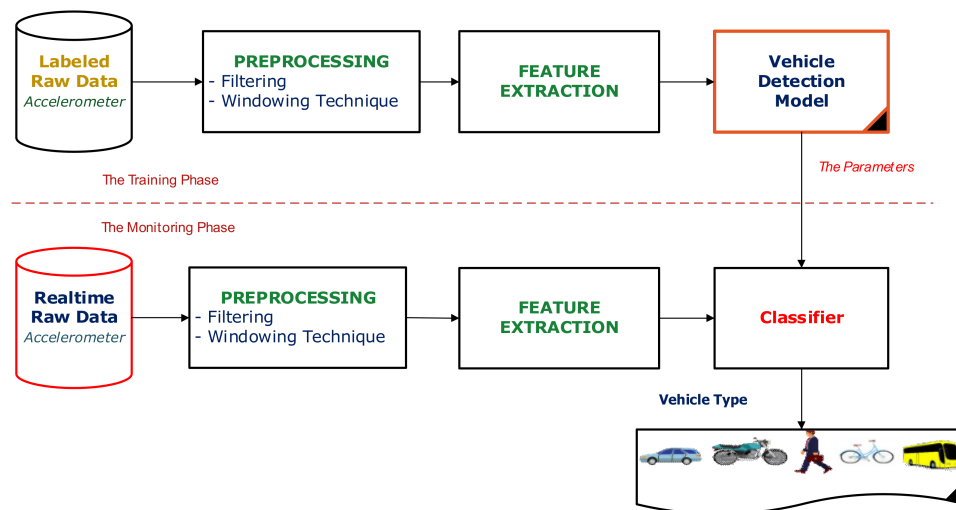 Labeled
Raw Data
Accelerometer
PREPROCESSING
- Filtering
- Windowing Technique
FEATURE
EXTRACTION
Vehicle
Detection
Model
The Parameters
The Training Phase
The Monitoring Phase
Realtime
Raw Data
Accelerometer
PREPROCESSING
- Filtering
- Windowing Technique
FEATURE
EXTRACTION
Classifier
Vehicle Type